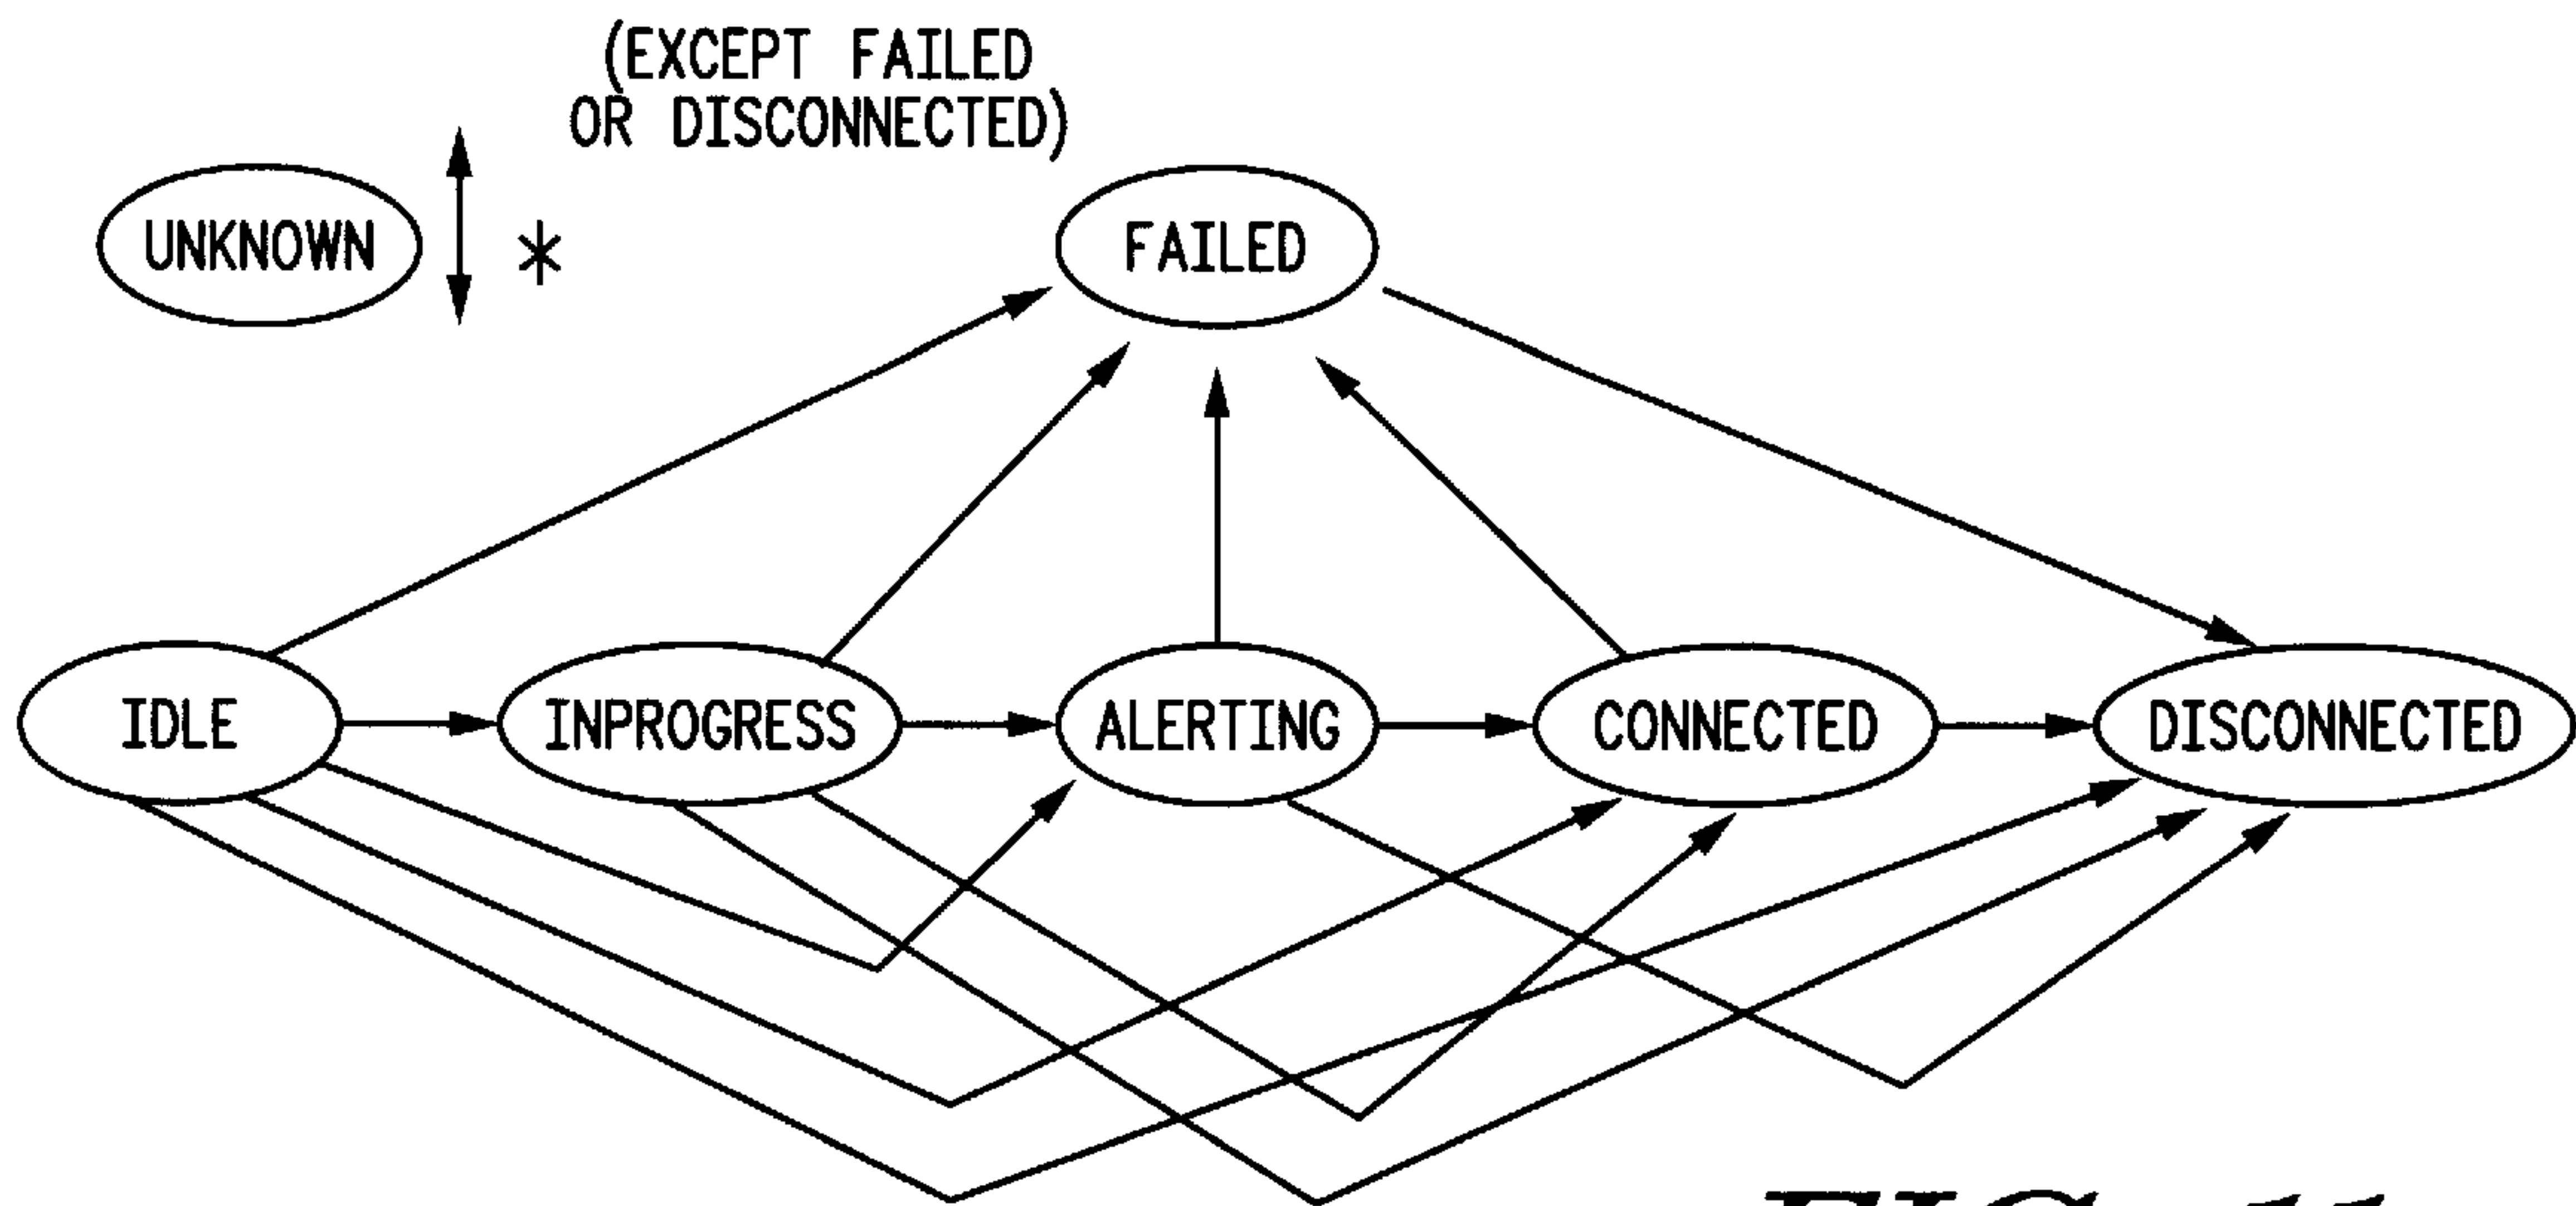 (EXCEPT FAILED
OR DISCONNECTED)
UNKNOWN
*
FAILED
IDLE
INPROGRESS
ALERTING
CONNECTED
DISCONNECTED